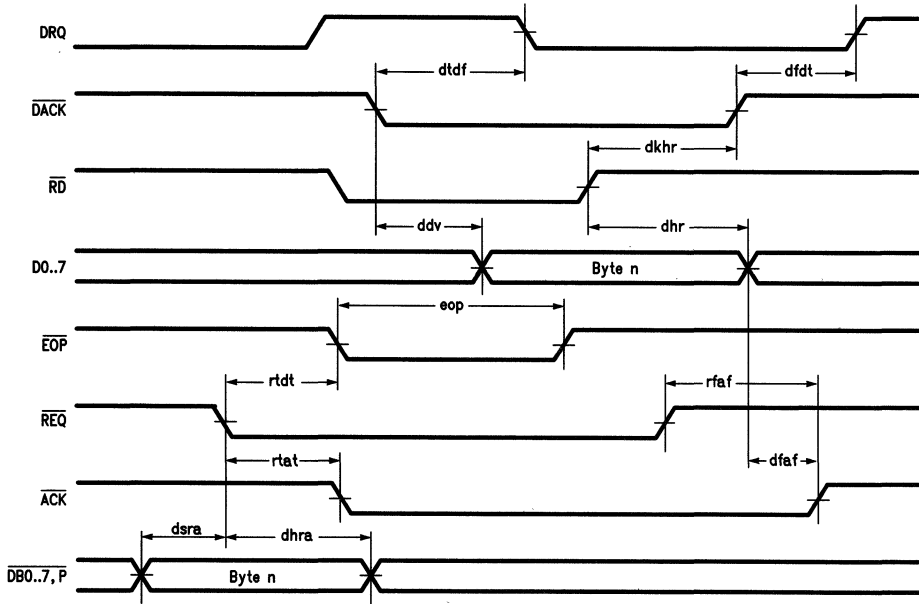 DRQ
dtdf
dfdt
DACK
dkhr
RD
ddv
dhr
D0..7
Byte n
eop
EOP
rtdt
rfaf
REQ
rtat
dfaf
ACK
dsra
dhra
DB0..7, P
Byte n